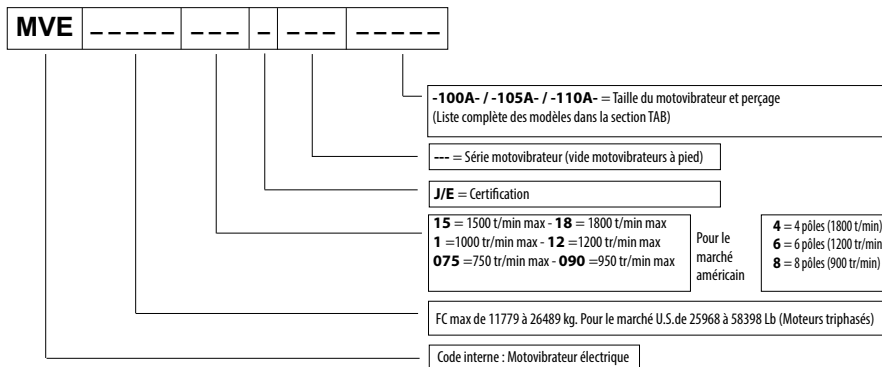 MVE ----- --- - --- -----
-100A- / -105A- / -110A- = Taille du motovibrateur et perçage
(Liste complète des modèles dans la section TAB)
--- = Série motovibrateur (vide motovibrateurs à pied)
J/E = Certification
15 = 1500 t/min max - 18 = 1800 t/min max
1 =1000 tr/min max - 12 =1200 tr/min max
075 =750 tr/min max - 090 =950 tr/min max
Pour le
marché
américain
4 = 4 pôles (1800 t/min)
6 = 6 pôles (1200 tr/min
8 = 8 pôles (900 tr/min)
FC max de 11779 à 26489 kg. Pour le marché U.S.de 25968 à 58398 Lb (Moteurs triphasés)
Code interne : Motovibrateur électrique